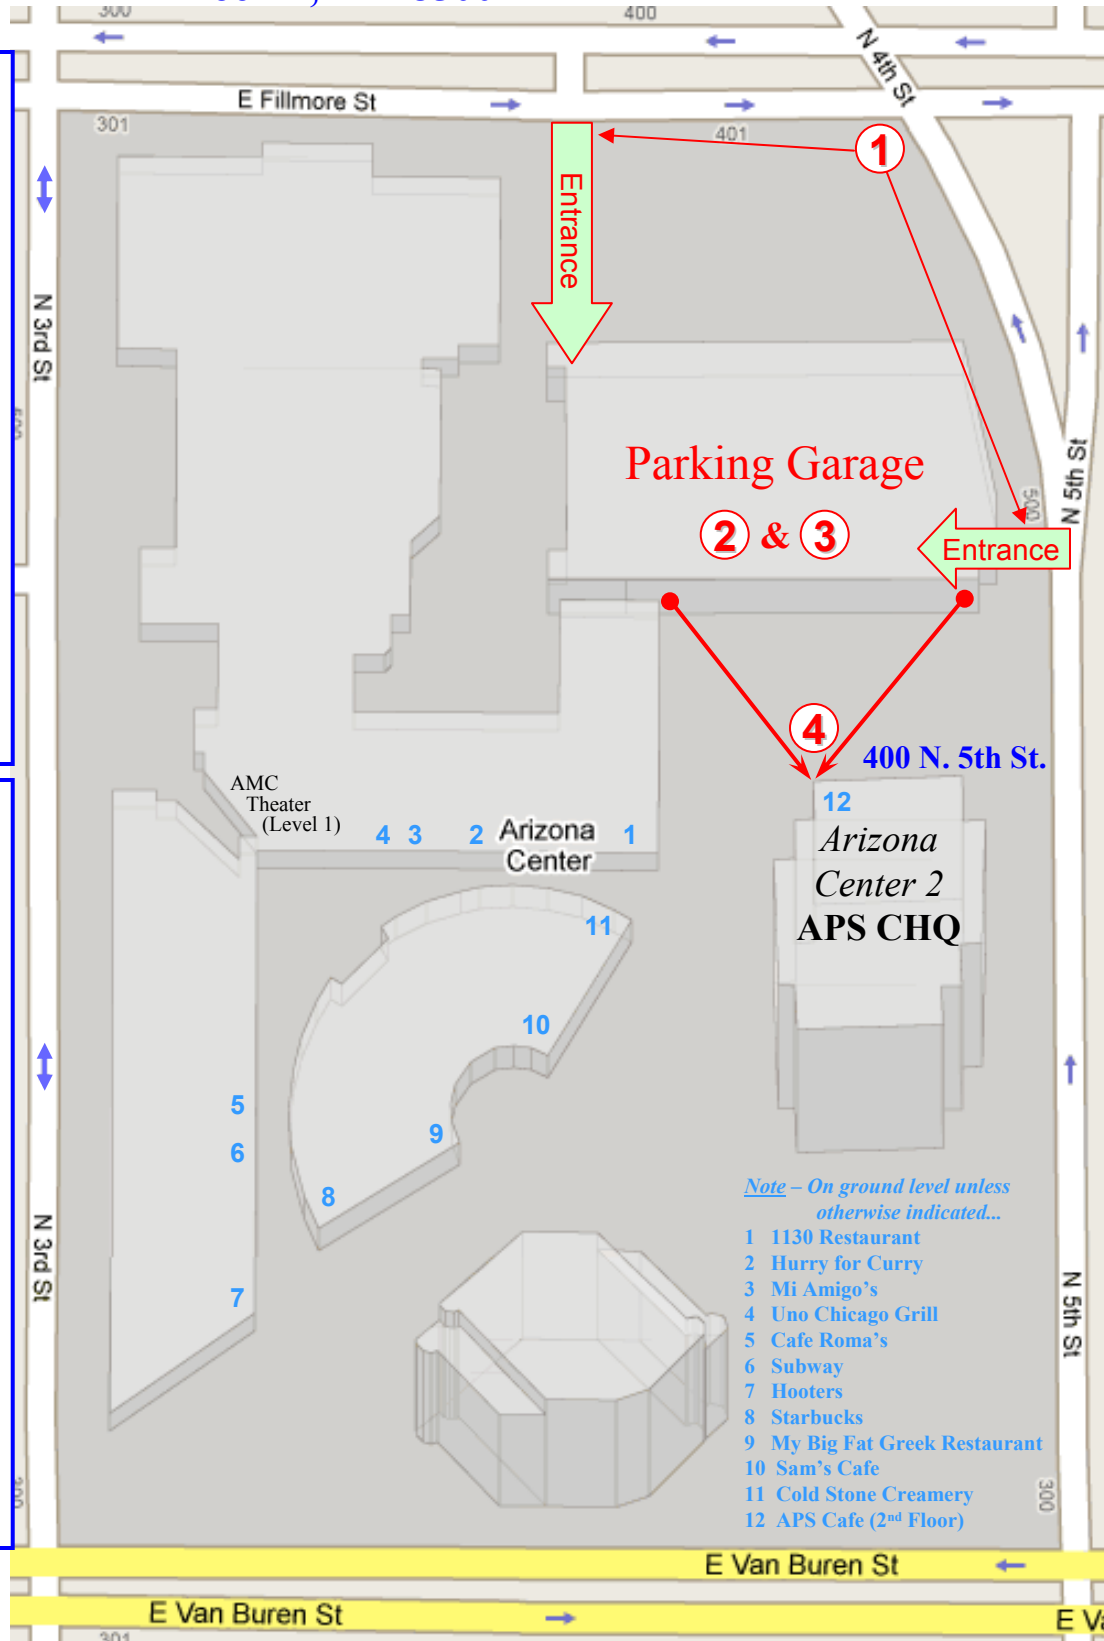 300
400
N 4th St
E Fillmore St
301
401
1
Entrance
N 3rd St
Parking Garage
2 & 3
500
N 5th St
Entrance
4
400 N. 5th St.
12
AMC
Theater
(Level 1)
4 3 2 Arizona 1
Center
Arizona
Center 2
APS CHQ
11
10
5
9
6
8
7
N 3rd St
Note – On ground level unless
otherwise indicated...
1 1130 Restaurant
2 Hurry for Curry
3 Mi Amigo's
4 Uno Chicago Grill
5 Cafe Roma's
6 Subway
7 Hooters
8 Starbucks
9 My Big Fat Greek Restaurant
10 Sam's Cafe
11 Cold Stone Creamery
12 APS Cafe (2nd Floor)
N 5th St
300
E Van Buren St
E Van Buren St
301